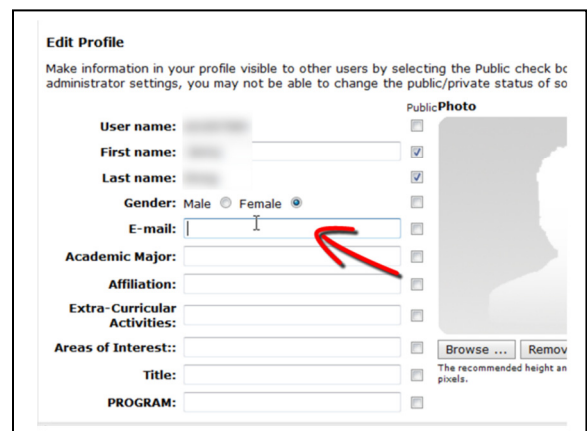 Edit Profile
Make information in your profile visible to other users by selecting the Public check
administrator settings, you may not be able to change the public/private status of
Public Photo
User name:
First name:
Last name:
Gender: Male Female
E-mail:
Academic Major:
Affiliation:
Extra-Curricular
Activities:
Areas of Interest::
Browse ... Remov
Title:
The recommended height an
pixels.
PROGRAM: